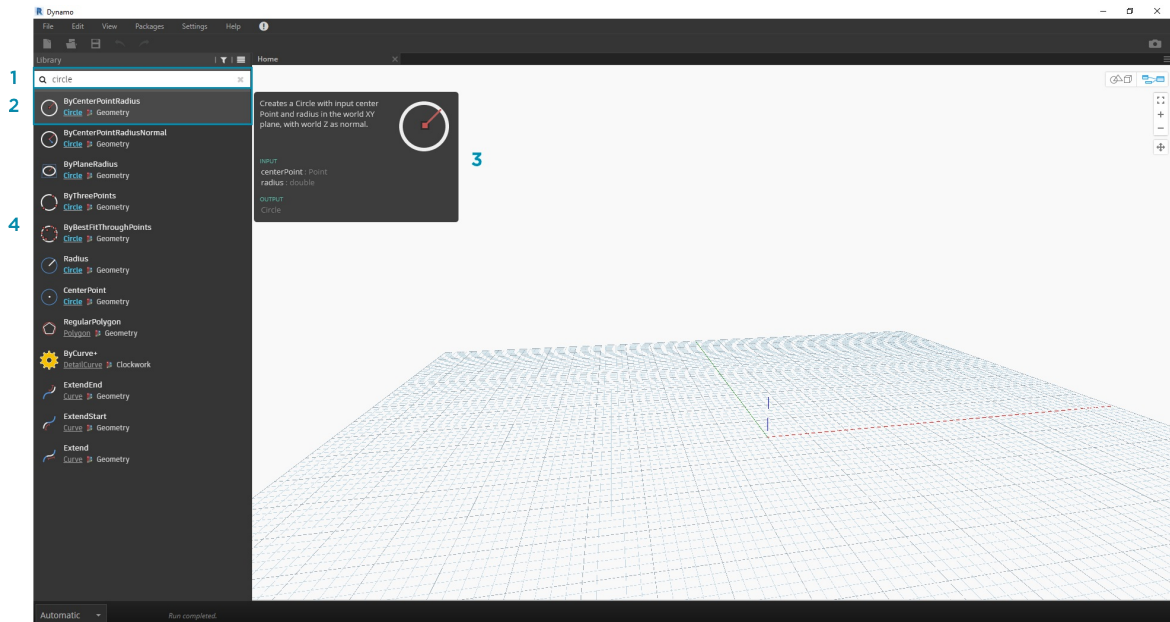 Dynamo
File Edit View Packages Settings Help
Library
Home
1
circle
2
ByCenterPointRadius
Circle Geometry
ByCenterPointRadiusNormal
Circle Geometry
ByPlaneRadius
Circle Geometry
ByThreePoints
Circle Geometry
4
ByBestFitThroughPoints
Circle Geometry
Radius
Circle Geometry
CenterPoint
Circle Geometry
RegularPolygon
Polygon Geometry
ByCurve+
DetailCurve Clockwork
ExtendEnd
Curve Geometry
ExtendStart
Curve Geometry
Extend
Curve Geometry
Creates a Circle with input center
Point and radius in the world XY
plane, with world Z as normal.
3
INPUT
centerPoint : Point
radius : double
OUTPUT
Circle
Automatic
Run completed.